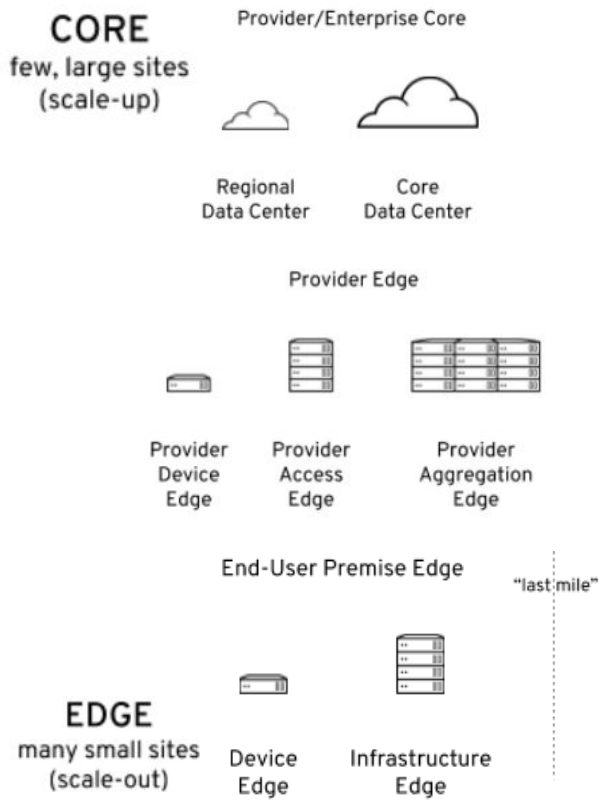 CORE
few, large sites
(scale-up)
Provider/Enterprise Core
Regional
Data Center
Core
Data Center
Provider Edge
Provider
Device
Edge
Provider
Access
Edge
Provider
Aggregation
Edge
End-User Premise Edge
“last mile”
EDGE
many small sites
(scale-out)
Device
Edge
Infrastructure
Edge